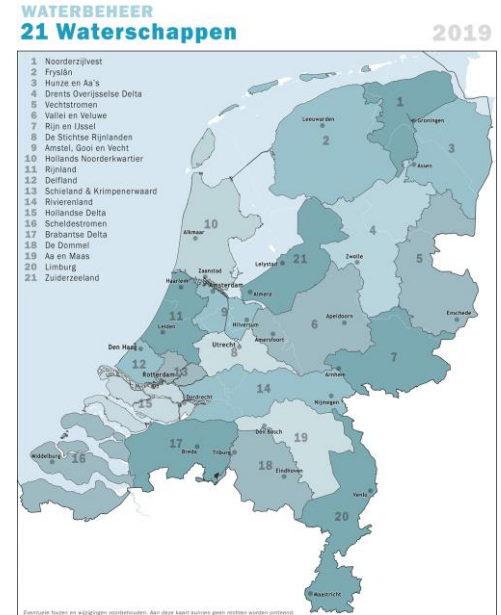 WATERBEHEER
21 Waterschappen
2019
1 Noorderzijlvest
2 Fryslân
3 Hunze en Aa's
4 Drents Overijsselse Delta
5 Vechtstromen
6 Vallei en Veluwe
7 Rijn en IJssel
8 De Stichtse Rijnlanden
9 Amstel, Gooi en Vecht
10 Hollands Noorderkwartier
11 Rijnland
12 Delfland
13 Schieland & Krimpenerwaard
14 Rivierenland
15 Hollandse Delta
16 Scheldestromen
17 Brabantse Delta
18 De Dommel
19 Aa en Maas
20 Limburg
21 Zuiderzeeland
1
Groningen
Leeuwarden
2
3
Assen
10
Alkmaar
4
Zwolle
21
Lelystad
5
Zaanstad
Haarlem
Amsterdam
Almere
11
Leiden
9
Hilversum
6
Apeldoorn
Enschede
Amersfoort
Utrecht
8
Den Haag
12
Rotterdam
13
7
Arnhem
14
15
Dordrecht
Nijmegen
Den Bosch
19
17
Breda
Tilburg
18
Eindhoven
Middelburg
16
Venlo
20
Maastricht
Eventuele fouten en wijzigingen voorbehouden. Aan deze kaart kunnen geen rechten worden ontleend.